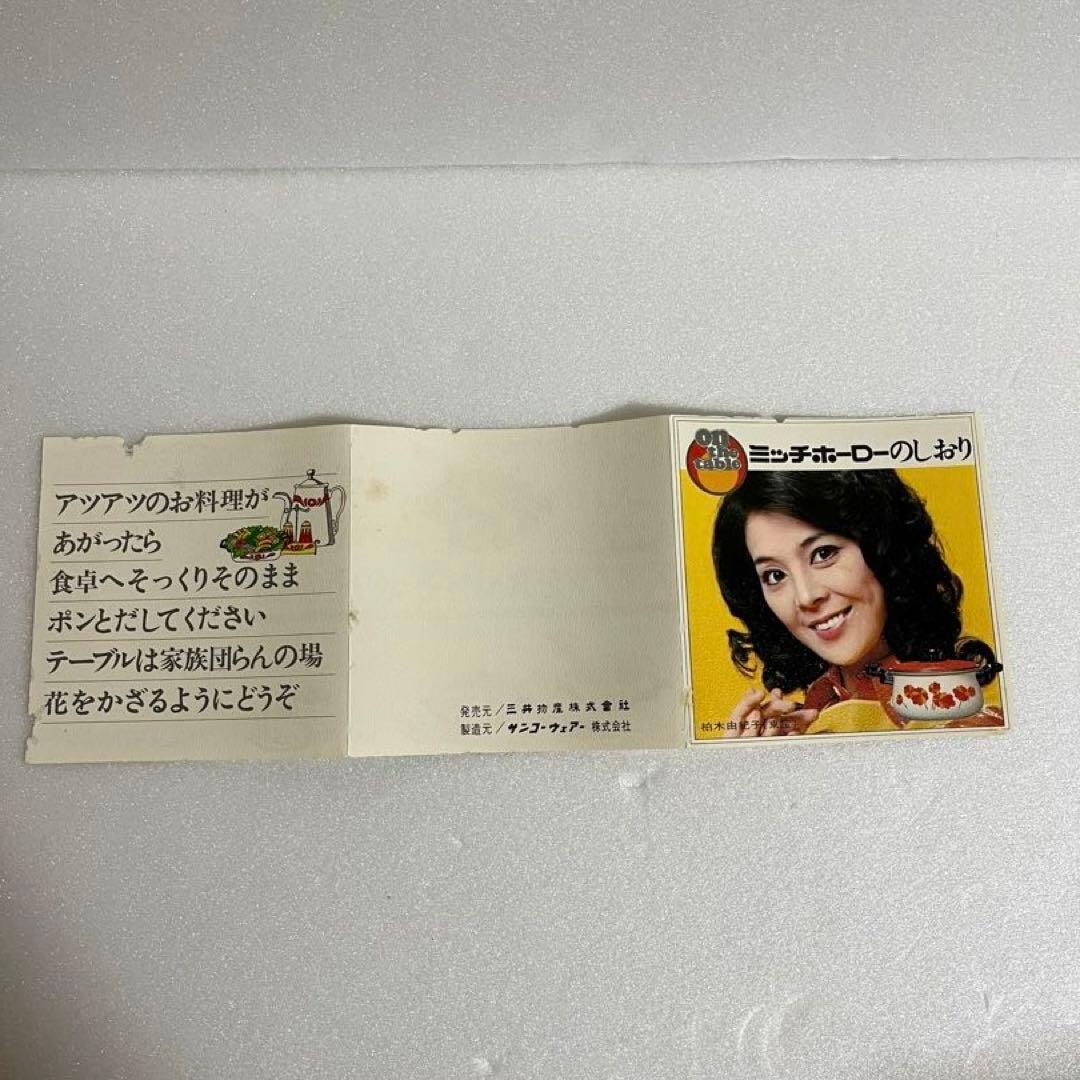 アツアツのお料理が
あがったら
食卓へそっくりそのまま
ポンとだしてください
テーブルは家族団らんの場
花をかざるようにどうぞ
発売元/三井物産株式會社
製造元/サンコーウェアー株式会社
on
the
table
ミッチホーローのしおり
柏木由紀子